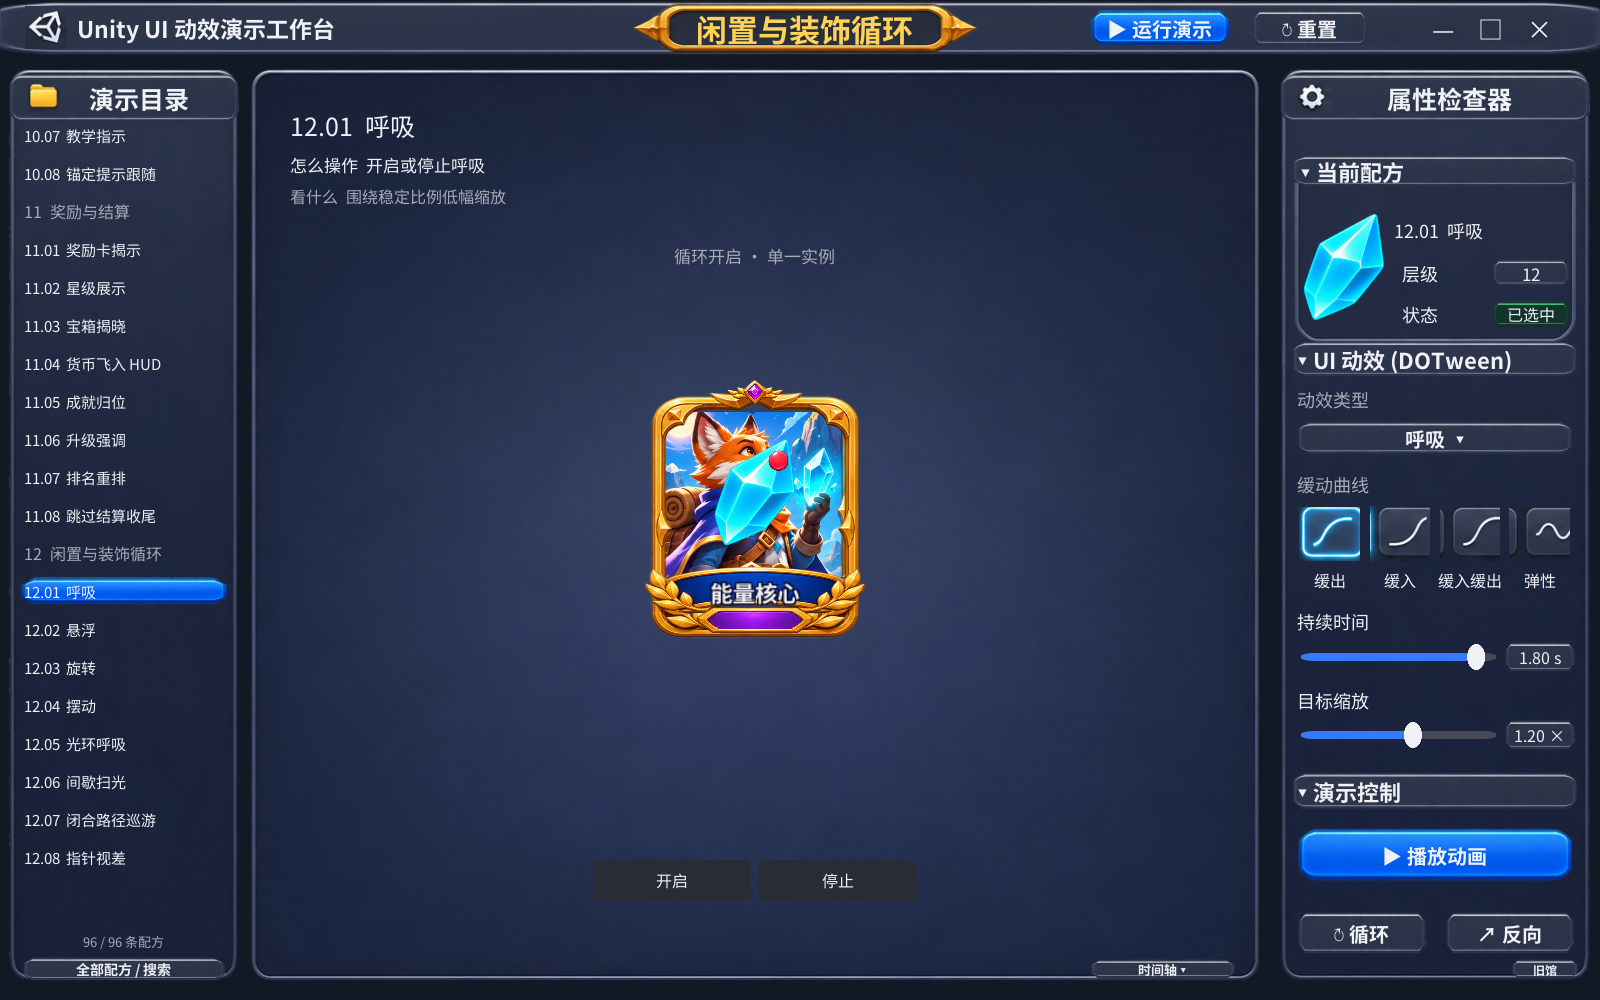 Unity UI 动效演示工作台
闲置与装饰循环
▶ 运行演示
重置
演示目录
10.07 教学指示
10.08 锚定提示跟随
11 奖励与结算
11.01 奖励卡揭示
11.02 星级展示
11.03 宝箱揭晓
11.04 货币飞入 HUD
11.05 成就归位
11.06 升级强调
11.07 排名重排
11.08 跳过结算收尾
12 闲置与装饰循环
12.01 呼吸
12.02 悬浮
12.03 旋转
12.04 摆动
12.05 光环呼吸
12.06 间歇扫光
12.07 闭合路径巡游
12.08 指针视差
96 / 96 条配方
全部配方 / 搜索
12.01 呼吸
怎么操作 开启或停止呼吸
看什么 围绕稳定比例低幅缩放
循环开启 · 单一实例
能量核心
开启
停止
时间轴 ▾
属性检查器
▾ 当前配方
12.01 呼吸
层级 12
状态 已选中
▾ UI 动效 (DOTween)
动效类型
呼吸 ▾
缓动曲线
缓出 缓入 缓入缓出 弹性
持续时间
1.80 s
目标缩放
1.20 ×
▾ 演示控制
▶ 播放动画
循环
↗ 反向
旧馆